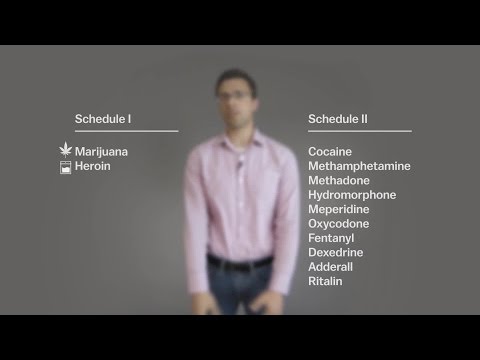 Schedule I
Marijuana
Heroin
Schedule II
Cocaine
Methamphetamine
Methadone
Hydromorphone
Meperidine
Oxycodone
Fentanyl
Dexedrine
Adderall
Ritalin